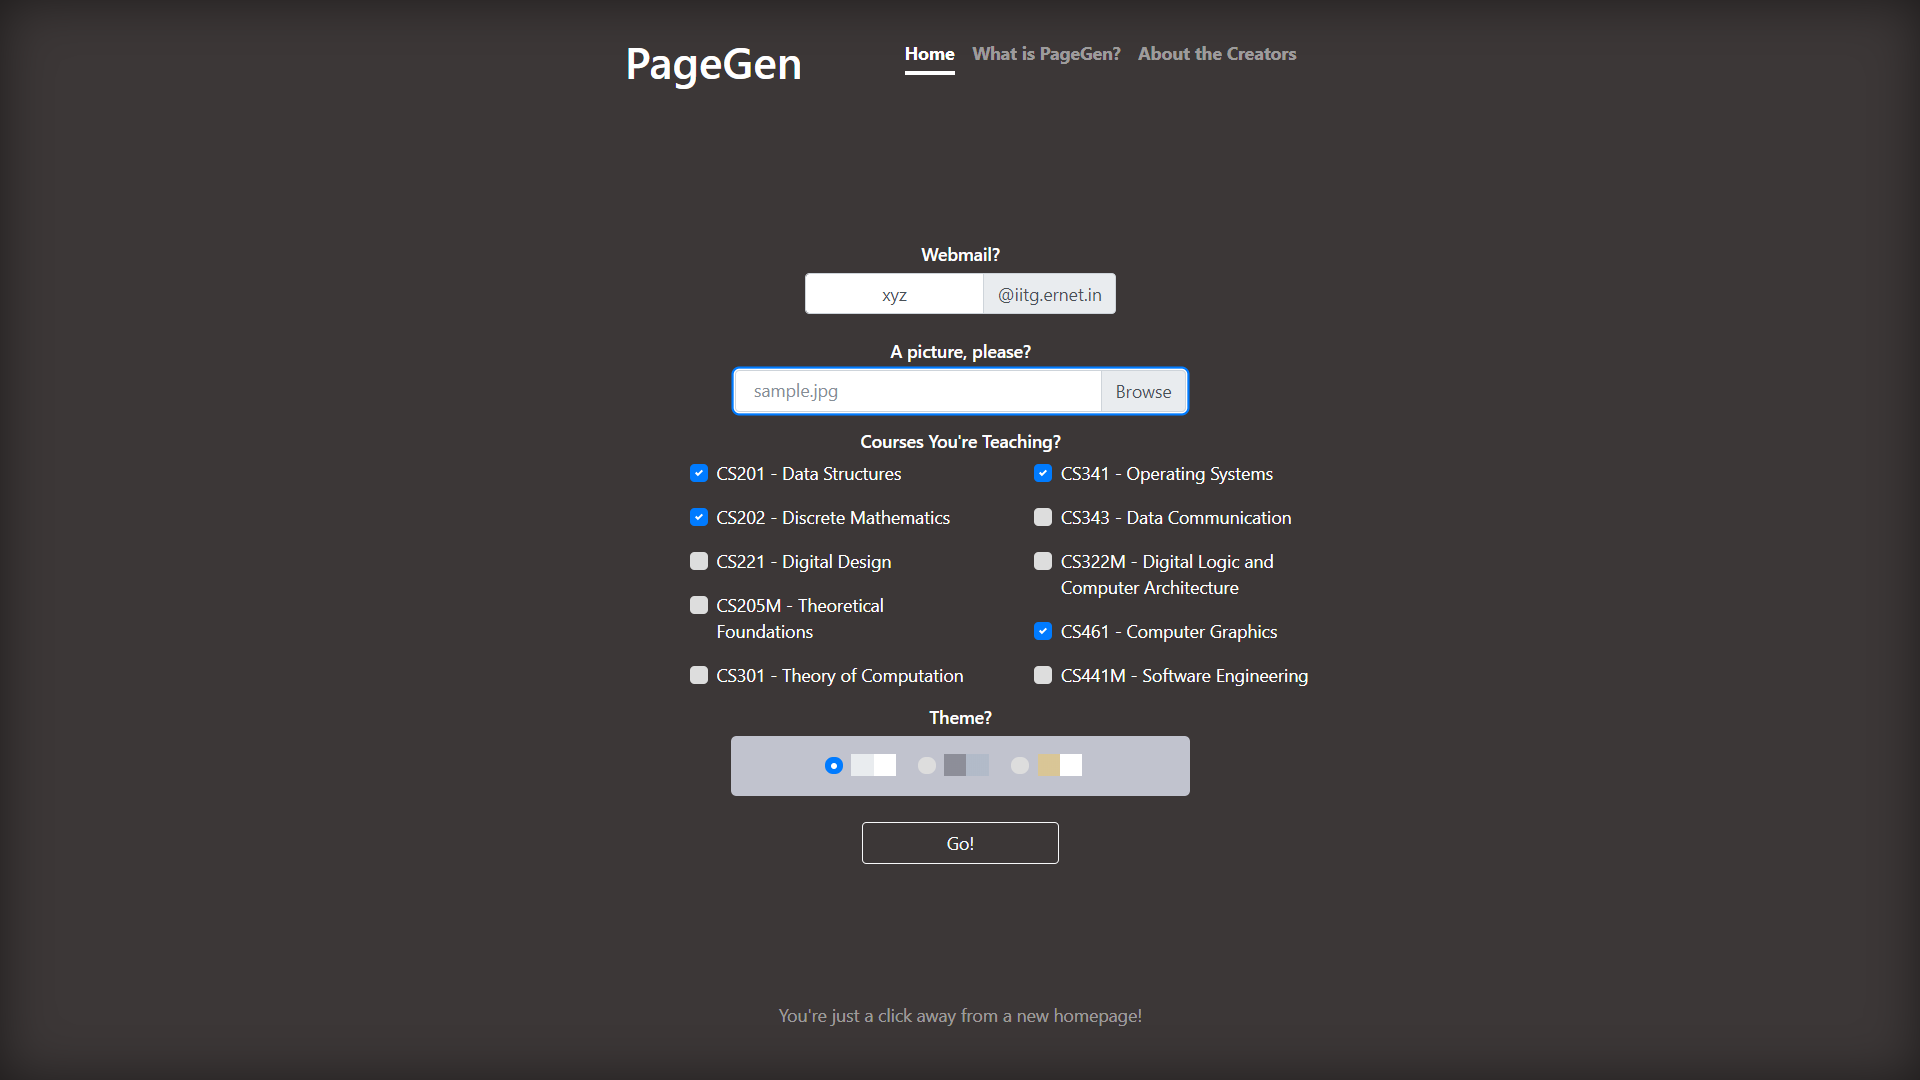 PageGen
Home What is PageGen? About the Creators
Webmail?
xyz @iitg.ernet.in
A picture, please?
sample.jpg Browse
Courses You're Teaching?
CS201 - Data Structures
CS202 - Discrete Mathematics
CS221 - Digital Design
CS205M - Theoretical
Foundations
CS301 - Theory of Computation
CS341 - Operating Systems
CS343 - Data Communication
CS322M - Digital Logic and
Computer Architecture
CS461 - Computer Graphics
CS441M - Software Engineering
Theme?
Go!
You're just a click away from a new homepage!